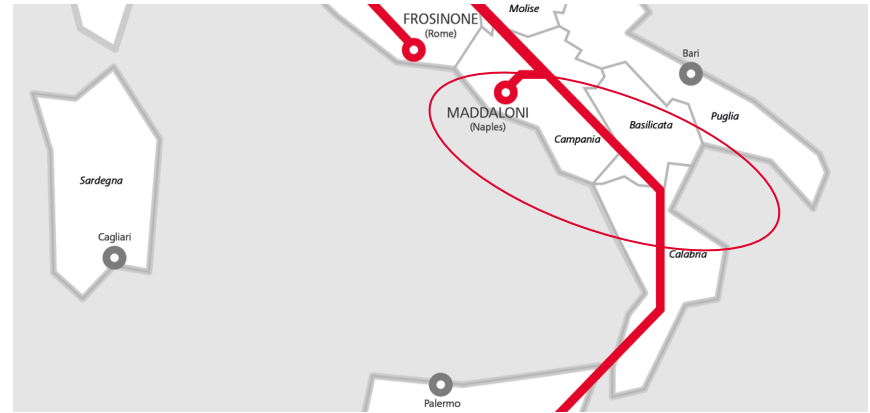 Molise
FROSINONE
(Rome)
Bari
MADDALONI
(Naples)
Puglia
Basilicata
Campania
Sardegna
Cagliari
Calabria
Palermo